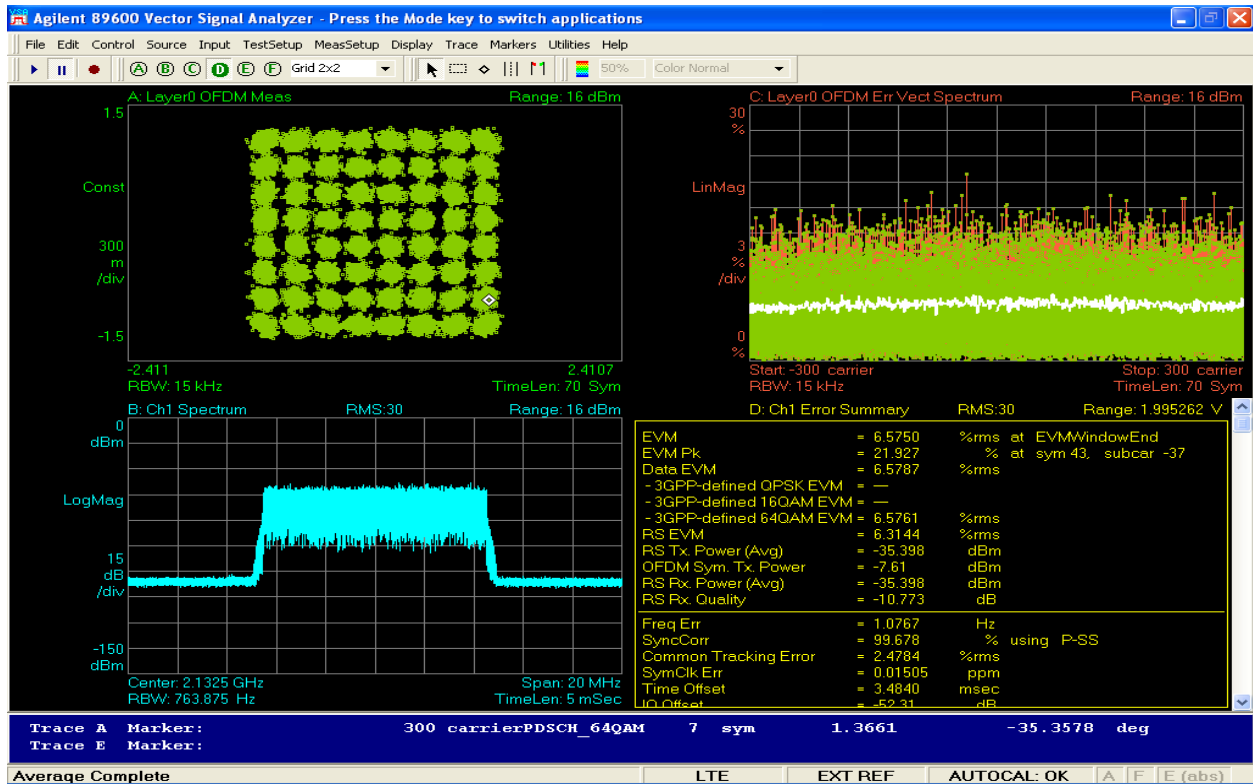 VSA Agilent 89600 Vector Signal Analyzer - Press the Mode key to switch applications
File Edit Control Source Input TestSetup MeasSetup Display Trace Markers Utilities Help
A B C D E F Grid 2x2 50% Color Normal
A: Layer0 OFDM Meas Range: 16 dBm
1.5
Const
300
m
/div
-1.5
-2.411 2.4107
RBW: 15 kHz TimeLen: 70 Sym
C: Layer0 OFDM Err Vect Spectrum Range: 16 dBm
30
%
LinMag
3
%
/div
0
%
Start: -300 carrier Stop: 300 carrier
RBW: 15 kHz TimeLen: 70 Sym
B: Ch1 Spectrum RMS:30 Range: 16 dBm
0
dBm
LogMag
15
dB
/div
-150
dBm
Center: 2.1325 GHz Span: 20 MHz
RBW: 763.875 Hz TimeLen: 5 mSec
D: Ch1 Error Summary RMS:30 Range: 1.995262 V
EVM = 6.5750 %rms at EVMWindowEnd
EVM Pk = 21.927 % at sym 43, subcar -37
Data EVM = 6.5787 %rms
- 3GPP-defined QPSK EVM = —
- 3GPP-defined 16QAM EVM = —
- 3GPP-defined 64QAM EVM = 6.5761 %rms
RS EVM = 6.3144 %rms
RS Tx. Power (Avg) = -35.398 dBm
OFDM Sym. Tx. Power = -7.61 dBm
RS Rx. Power (Avg) = -35.398 dBm
RS Rx. Quality = -10.773 dB
Freq Err = 1.0767 Hz
SyncCorr = 99.678 % using P-SS
Common Tracking Error = 2.4784 %rms
SymClk Err = 0.01505 ppm
Time Offset = 3.4840 msec
IQ Offset = -52.31 dB
Trace A Marker: 300 carrierPDSCH_64QAM 7 sym 1.3661 -35.3578 deg
Trace E Marker:
Average Complete LTE EXT REF AUTOCAL: OK A F E (abs)